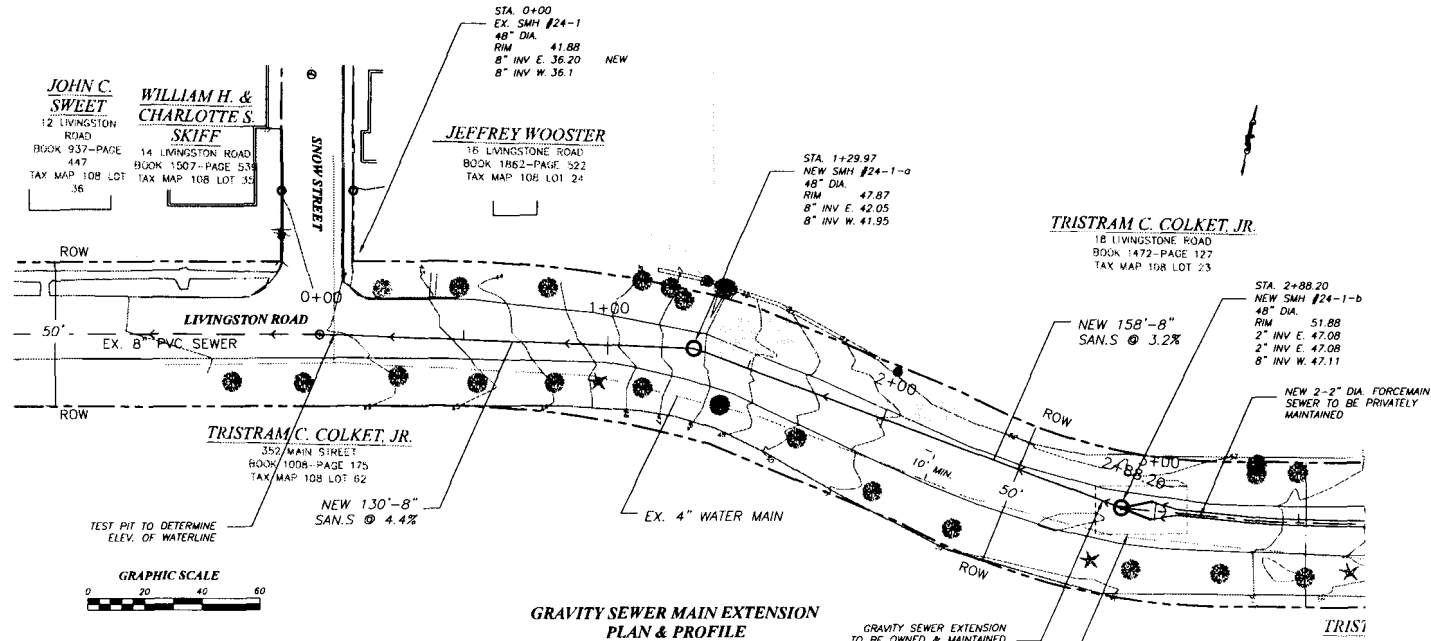 STA. 0+00
EX. SMH #24-1
48" DIA.
RIM 41.88
8" INV E. 36.20 NEW
8" INV W. 36.1
JOHN C.
SWEET
12 LIVINGSTON
ROAD
BOOK 937-PAGE
447
TAX MAP 108 LOT
36
WILLIAM H. &
CHARLOTTE S.
SKIFF
14 LIVINGSTON ROAD
BOOK 1507-PAGE 539
TAX MAP 108 LOT 35
SNOW STREET
JEFFREY WOOSTER
16 LIVINGSTONE ROAD
BOOK 1862-PAGE 522
TAX MAP 108 LOT 24
STA. 1+29.97
NEW SMH #24-1-a
48" DIA.
RIM 47.87
8" INV E. 42.05
8" INV W. 41.95
TRISTRAM C. COLKET, JR.
18 LIVINGSTONE ROAD
BOOK 1472-PAGE 127
TAX MAP 108 LOT 23
STA. 2+88.20
NEW SMH #24-1-b
48" DIA.
RIM 51.88
2" INV E. 47.08
2" INV E. 47.08
8" INV W. 47.11
ROW
0+00
1+00
LIVINGSTON ROAD
50'
EX. 8" PVC SEWER
NEW 158'-8"
SAN.S @ 3.2%
2+00
NEW 2-2" DIA. FORCEMAIN
SEWER TO BE PRIVATELY
MAINTAINED
ROW
ROW
TRISTRAM C. COLKET, JR.
352 MAIN STREET
BOOK 1008-PAGE 175
TAX MAP 108 LOT 62
10' MIN.
50'
2+88.20
NEW 130'-8"
SAN.S @ 4.4%
EX. 4" WATER MAIN
TEST PIT TO DETERMINE
ELEV. OF WATERLINE
ROW
GRAPHIC SCALE
0 20 40 60
GRAVITY SEWER MAIN EXTENSION
PLAN & PROFILE
GRAVITY SEWER EXTENSION
TO BE OWNED & MAINTAINED
TRIST